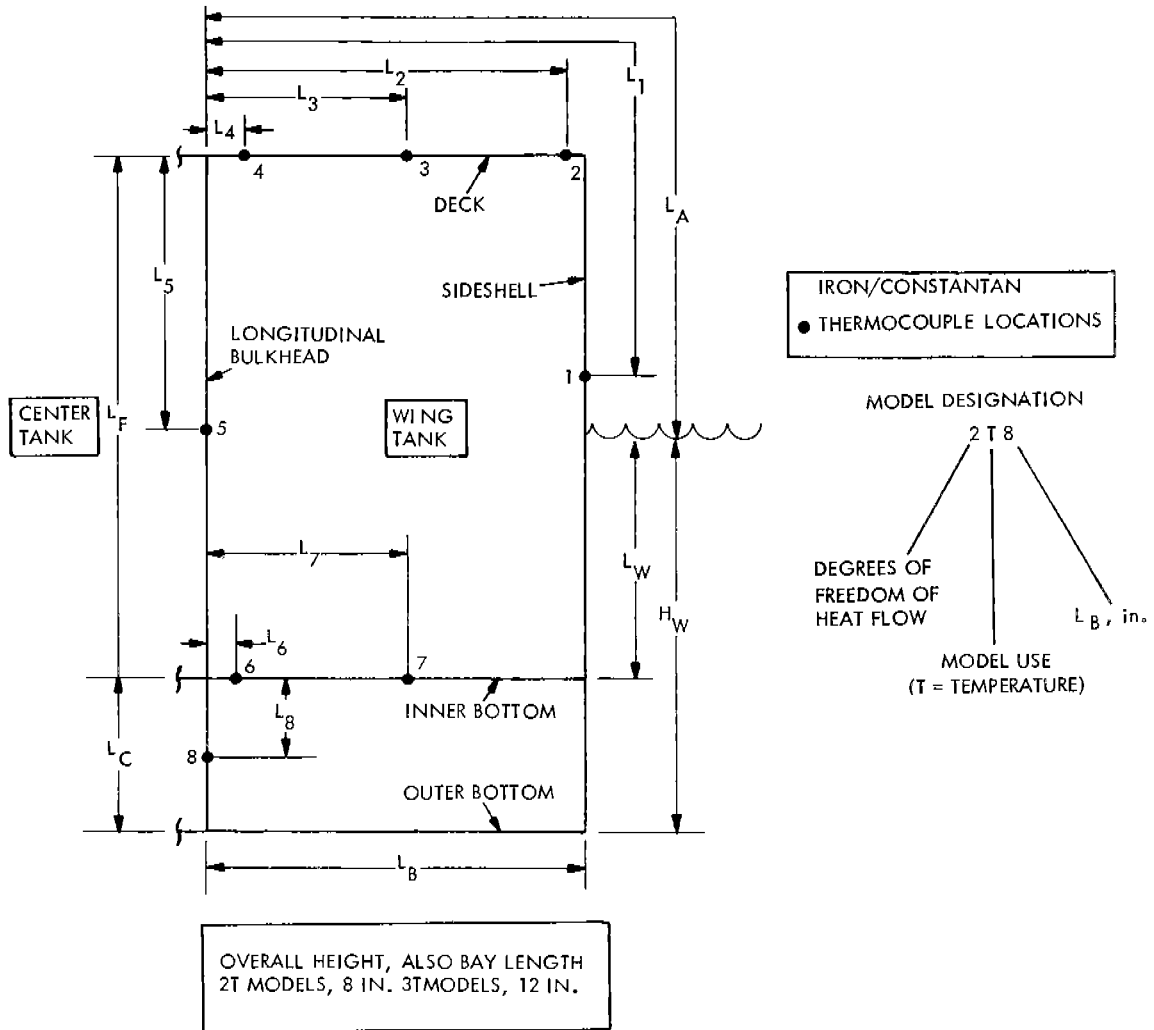 L1
L2
L3
L4
4
3
2
DECK
LA
L5
SIDESHELL
LONGITUDINAL
BULKHEAD
1
CENTER
TANK
LF
5
WING
TANK
L7
LW
HW
L6
6
7
INNER BOTTOM
L8
LC
8
OUTER BOTTOM
LB
OVERALL HEIGHT, ALSO BAY LENGTH
2T MODELS, 8 IN. 3TMODELS, 12 IN.
IRON/CONSTANTAN
● THERMOCOUPLE LOCATIONS
MODEL DESIGNATION
2 T 8
DEGREES OF
FREEDOM OF
HEAT FLOW
LB, in.
MODEL USE
(T = TEMPERATURE)